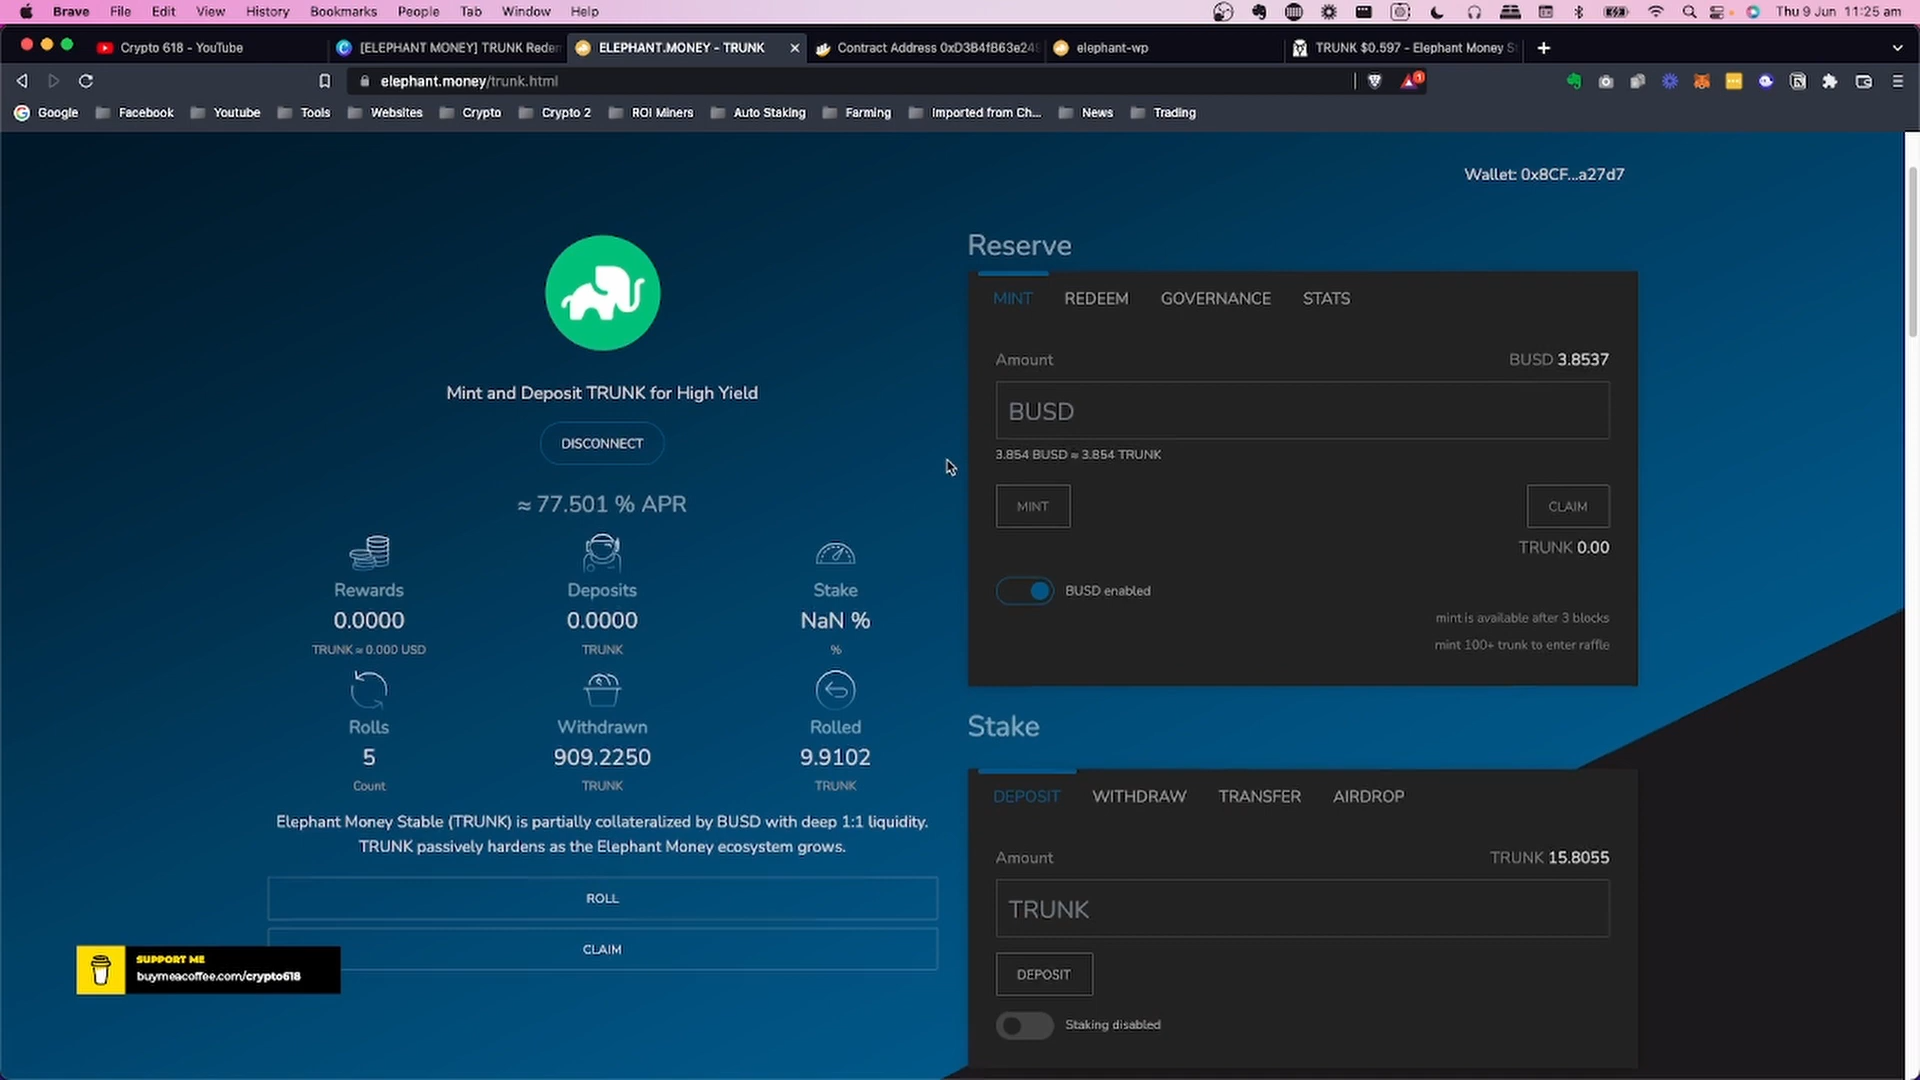 Brave File Edit View History Bookmarks People Tab Window Help Thu 9 Jun 11:25 am
Crypto 618 - YouTube [ELEPHANT MONEY] TRUNK Reder ELEPHANT.MONEY - TRUNK Contract Address 0xD3B4fB63e249 elephant-wp TRUNK $0.597 - Elephant Money S
elephant.money/trunk.html 1
Google Facebook Youtube Tools Websites Crypto Crypto 2 ROI Miners Auto Staking Farming Imported from Ch... News Trading
Wallet: 0x8CF...a27d7
Mint and Deposit TRUNK for High Yield
DISCONNECT
≈ 77.501 % APR
Rewards Deposits Stake
0.0000 0.0000 NaN %
TRUNK ≈ 0.000 USD TRUNK %
Rolls Withdrawn Rolled
5 909.2250 9.9102
Count TRUNK TRUNK
Elephant Money Stable (TRUNK) is partially collateralized by BUSD with deep 1:1 liquidity.
TRUNK passively hardens as the Elephant Money ecosystem grows.
ROLL
CLAIM
SUPPORT ME
buymeacoffee.com/crypto618
Reserve
MINT REDEEM GOVERNANCE STATS
Amount BUSD 3.8537
BUSD
3.854 BUSD ≈ 3.854 TRUNK
MINT CLAIM
TRUNK 0.00
BUSD enabled
mint is available after 3 blocks
mint 100+ trunk to enter raffle
Stake
DEPOSIT WITHDRAW TRANSFER AIRDROP
Amount TRUNK 15.8055
TRUNK
DEPOSIT
Staking disabled